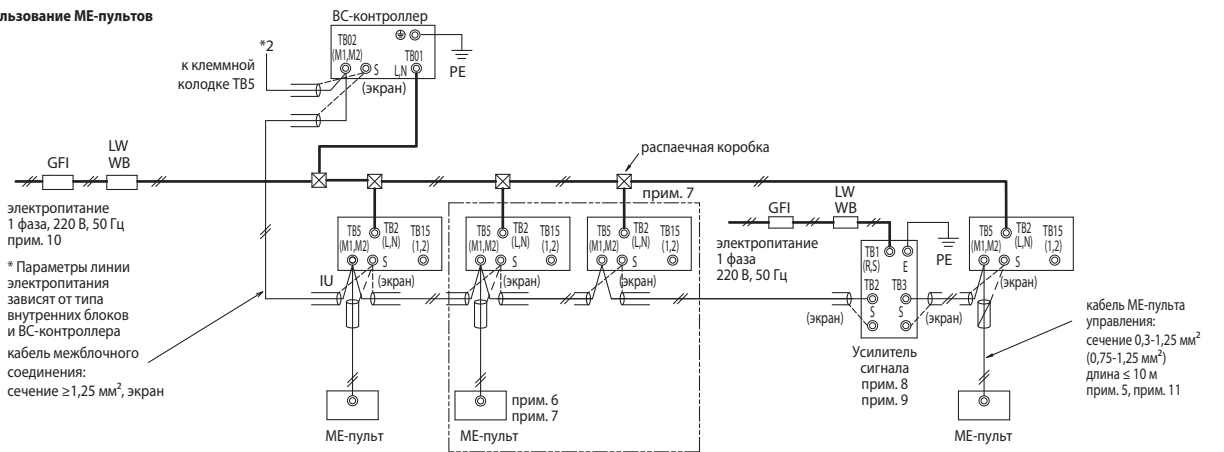 льзование МЕ-пультов
BC-контроллер
*2
к клеммной
колодке TB5
TB02
(M1,M2)
S
(экран)
TB01
L,N
PE
GFI
LW
WB
электропитание
1 фаза, 220 В, 50 Гц
прим. 10
* Параметры линии
электропитания
зависят от типа
внутренних блоков
и BC-контроллера
кабель межблочного
соединения:
сечение ≥1,25 мм², экран
распаечная коробка
прим. 7
IU
TB5
(M1,M2)
TB2
(L,N)
TB15
(1,2)
S
(экран)
TB5
(M1,M2)
TB2
(L,N)
TB15
(1,2)
S
(экран)
TB5
(M1,M2)
TB2
(L,N)
TB15
(1,2)
S
(экран)
GFI
LW
WB
электропитание
1 фаза
220 В, 50 Гц
TB1
(R,S)
E
PE
TB2
TB3
S
S
(экран)
(экран)
Усилитель
сигнала
прим. 8
прим. 9
TB5
(M1,M2)
TB2
(L,N)
TB15
(1,2)
S
(экран)
кабель МЕ-пульта
управления:
сечение 0,3-1,25 мм²
(0,75-1,25 мм²)
длина ≤ 10 м
прим. 5, прим. 11
МЕ-пульт
прим. 6
прим. 7
МЕ-пульт
МЕ-пульт